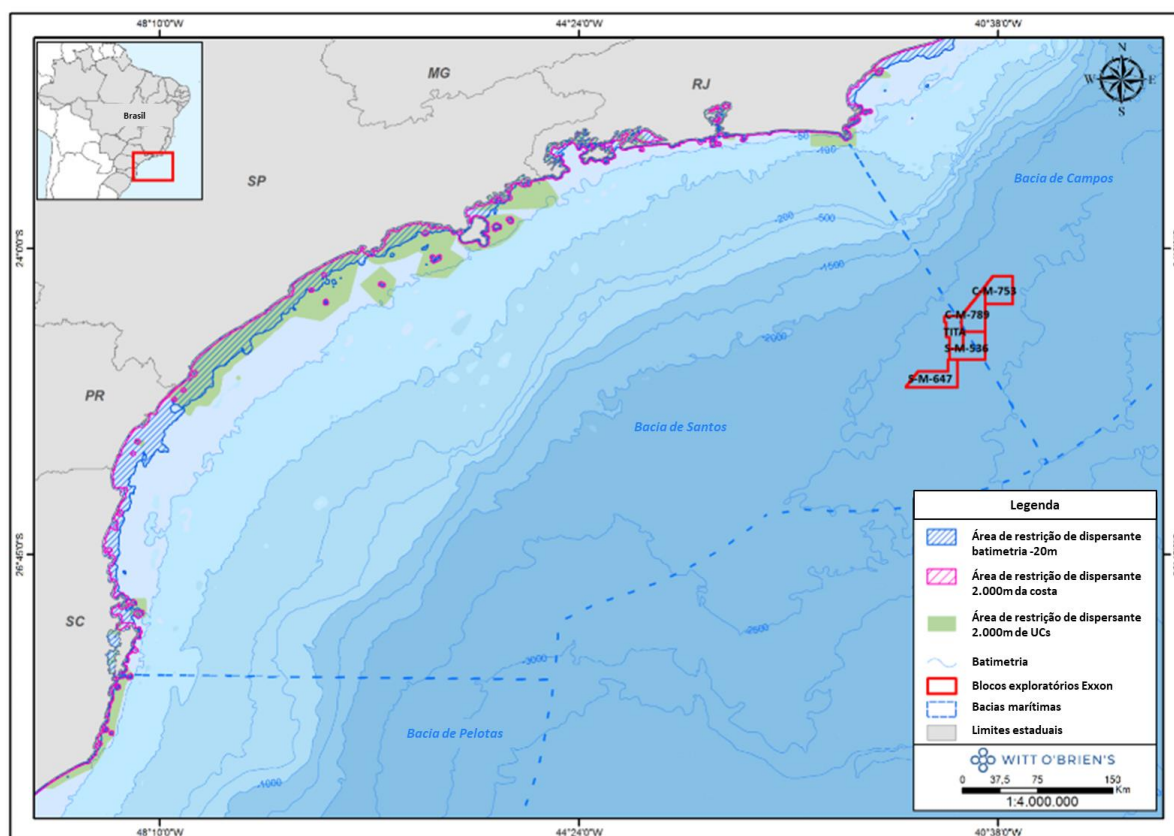 48°10'0"W
44°24'0"W
40°38'0"W
Brasil
MG
RJ
SP
PR
SC
N
W
E
S
-50
-100
-200
-500
-1500
-2000
Bacia de Campos
24°0'0"S
C-M-753
C-M-789
TITÃ
S-M-536
S-M-647
Bacia de Santos
26°45'0"S
-2500
-3000
Bacia de Pelotas
-1000
Legenda
Área de restrição de dispersante
batimetria -20m
Área de restrição de dispersante
2.000m da costa
Área de restrição de dispersante
2.000m de UCs
Batimetria
Blocos exploratórios Exxon
Bacias marítimas
Limites estaduais
WITT O'BRIEN'S
0 37,5 75 150
Km
1:4.000.000
48°10'0"W
44°24'0"W
40°38'0"W